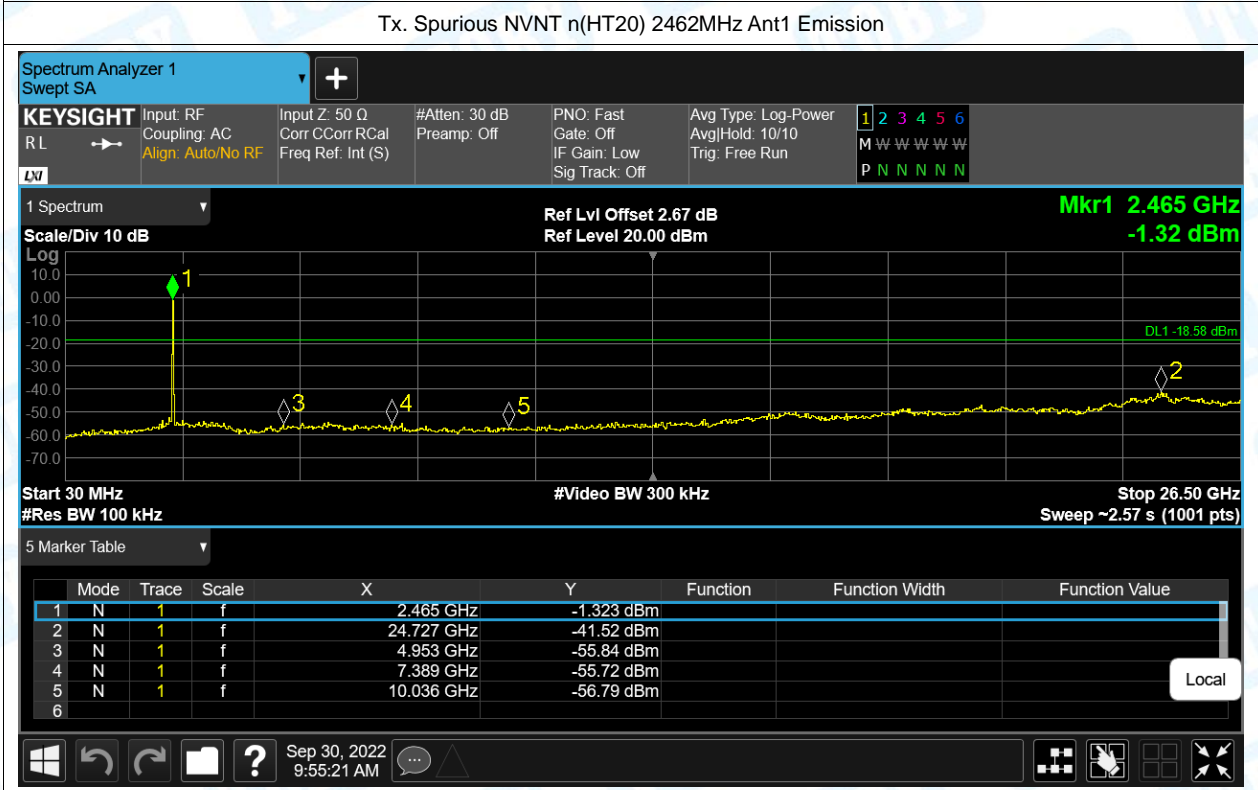 Tx. Spurious NVNT n(HT20) 2462MHz Ant1 Emission
Spectrum Analyzer 1
Swept SA
KEYSIGHT
R L
LXI
Input: RF
Coupling: AC
Align: Auto/No RF
Input Z: 50 Ω
Corr CCorr RCal
Freq Ref: Int (S)
#Atten: 30 dB
Preamp: Off
PNO: Fast
Gate: Off
IF Gain: Low
Sig Track: Off
Avg Type: Log-Power
Avg|Hold: 10/10
Trig: Free Run
1 2 3 4 5 6
M W W W W W
P N N N N N
1 Spectrum
Scale/Div 10 dB
Ref Lvl Offset 2.67 dB
Ref Level 20.00 dBm
Mkr1 2.465 GHz
-1.32 dBm
Log
10.0
0.00
-10.0
-20.0
-30.0
-40.0
-50.0
-60.0
-70.0
1
DL1 -18.58 dBm
2
3
4
5
Start 30 MHz
#Video BW 300 kHz
Stop 26.50 GHz
#Res BW 100 kHz
Sweep ~2.57 s (1001 pts)
5 Marker Table
Mode Trace Scale X Y Function Function Width Function Value
1 N 1 f 2.465 GHz -1.323 dBm
2 N 1 f 24.727 GHz -41.52 dBm
3 N 1 f 4.953 GHz -55.84 dBm
4 N 1 f 7.389 GHz -55.72 dBm
5 N 1 f 10.036 GHz -56.79 dBm
6
Local
Sep 30, 2022
9:55:21 AM